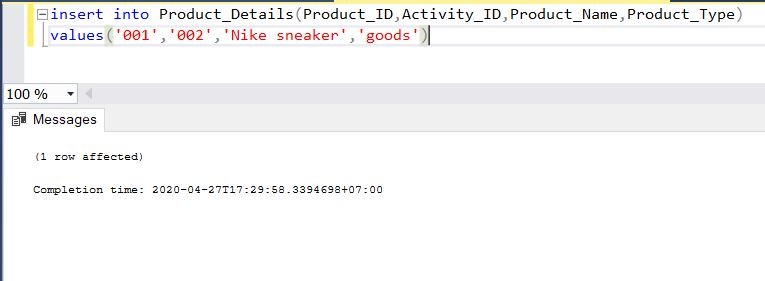 insert into Product_Details(Product_ID,Activity_ID,Product_Name,Product_Type)
values('001','002','Nike sneaker','goods')
100 %
Messages
(1 row affected)
Completion time: 2020-04-27T17:29:58.3394698+07:00